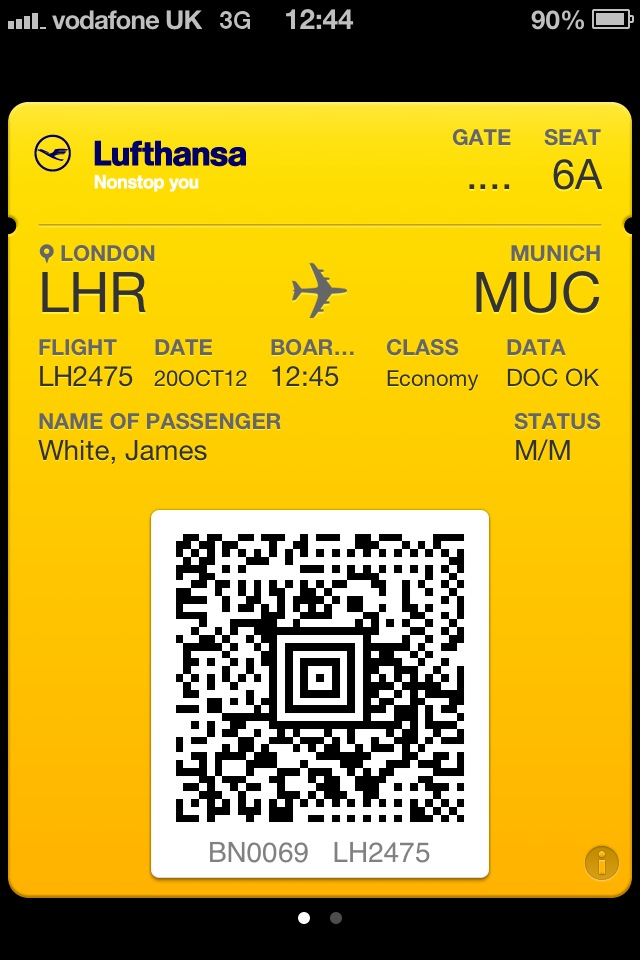 vodafone UK 3G 12:44 90%
Lufthansa
Nonstop you
GATE SEAT
.... 6A
LONDON MUNICH
LHR MUC
FLIGHT DATE BOAR... CLASS DATA
LH2475 20OCT12 12:45 Economy DOC OK
NAME OF PASSENGER STATUS
White, James M/M
BN0069 LH2475